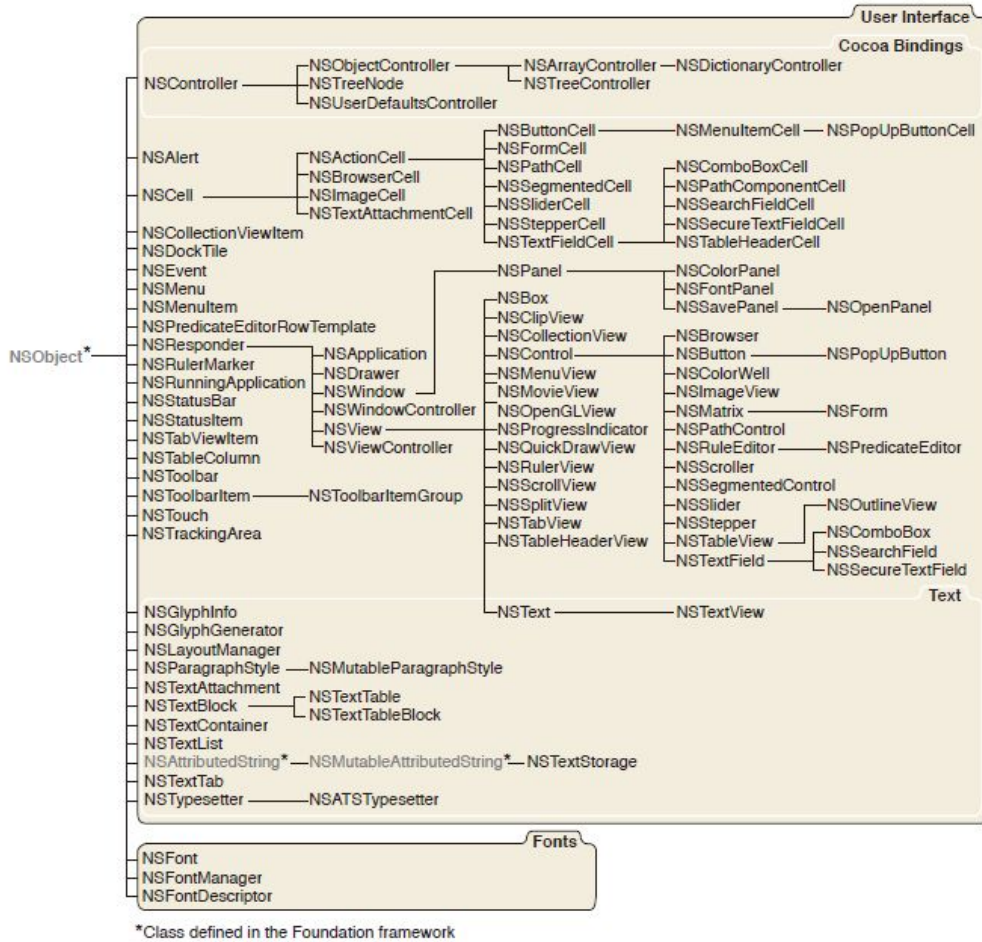 User Interface
Cocoa Bindings
NSObjectController NSArrayController NSDictionaryController
NSController NSTreeNode NSTreeController
NSUserDefaultsController
NSButtonCell NSMenuItemCell NSPopUpButtonCell
NSFormCell
NSAlert NSActionCell NSPathCell NSComboBoxCell
NSBrowserCell NSSegmentedCell NSPathComponentCell
NSCell NSImageCell NSSliderCell NSSearchFieldCell
NSTextAttachmentCell NSStepperCell NSSecureTextFieldCell
NSCollectionViewItem NSTextFieldCell NSTableHeaderCell
NSDockTile
NSEvent NSPanel NSColorPanel
NSMenu NSFontPanel
NSMenuItem NSBox NSSavePanel NSOpenPanel
NSPredicateEditorRowTemplate NSClipView
NSResponder NSCollectionView NSBrowser
NSObject* NSApplication NSControl NSButton NSPopUpButton
NSRulerMarker NSDrawer NSMenuView NSColorWell
NSRunningApplication NSWindow NSMovieView NSImageView
NSStatusBar NSWindowController NSOpenGLView NSMatrix NSForm
NSStatusItem NSView NSProgressIndicator NSPathControl
NSTabViewItem NSViewController NSQuickDrawView NSRuleEditor NSPredicateEditor
NSTableColumn NSRulerView NSScroller
NSToolbar NSScrollView NSSegmentedControl
NSToolbarItem NSToolbarItemGroup NSSplitView NSSlider NSOutlineView
NSTouch NSTabView NSStepper
NSTrackingArea NSTableHeaderView NSTableView NSComboBox
NSTextField NSSearchField
NSSecureTextField
Text
NSGlyphInfo NSText NSTextView
NSGlyphGenerator
NSLayoutManager
NSParagraphStyle NSMutableParagraphStyle
NSTextAttachment
NSTextBlock NSTextTable
NSTextTableBlock
NSTextContainer
NSTextList
NSAttributedString* NSMutableAttributedString* NSTextStorage
NSTextTab
NSTypesetter NSATSTypesetter
Fonts
NSFont
NSFontManager
NSFontDescriptor
*Class defined in the Foundation framework